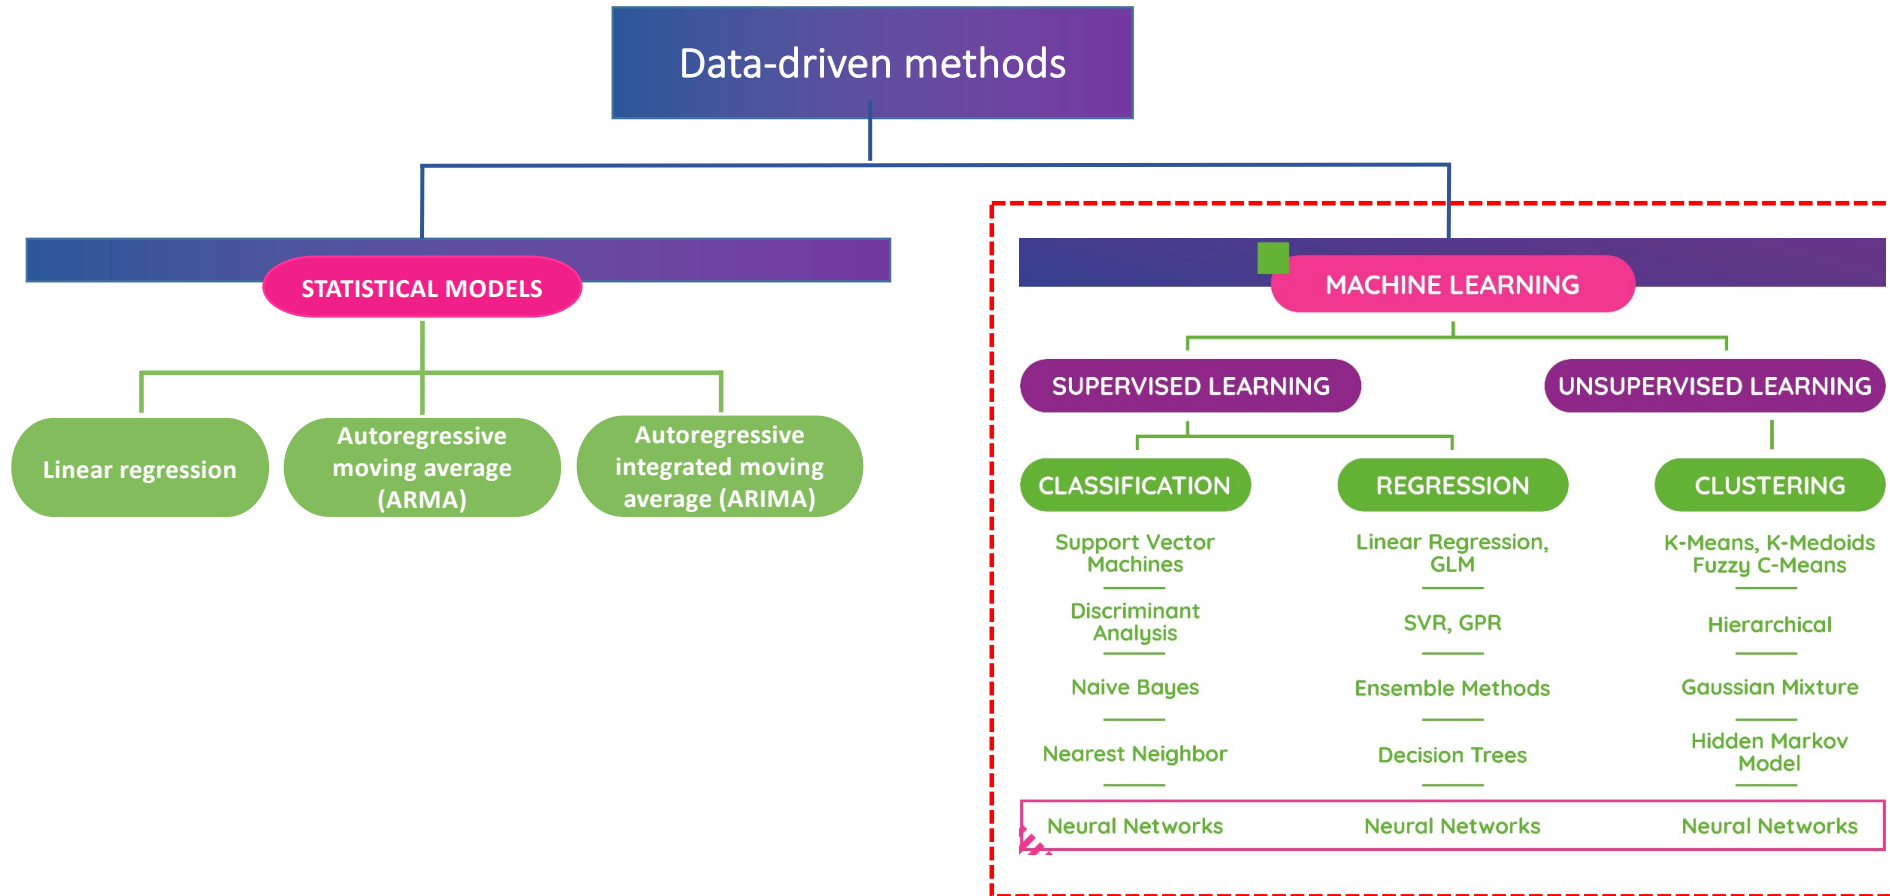 Data-driven methods
STATISTICAL MODELS
Linear regression
Autoregressive
moving average
(ARMA)
Autoregressive
integrated moving
average (ARIMA)
MACHINE LEARNING
SUPERVISED LEARNING
UNSUPERVISED LEARNING
CLASSIFICATION
Support Vector
Machines
Discriminant
Analysis
Naive Bayes
Nearest Neighbor
Neural Networks
REGRESSION
Linear Regression,
GLM
SVR, GPR
Ensemble Methods
Decision Trees
Neural Networks
CLUSTERING
K-Means, K-Medoids
Fuzzy C-Means
Hierarchical
Gaussian Mixture
Hidden Markov
Model
Neural Networks